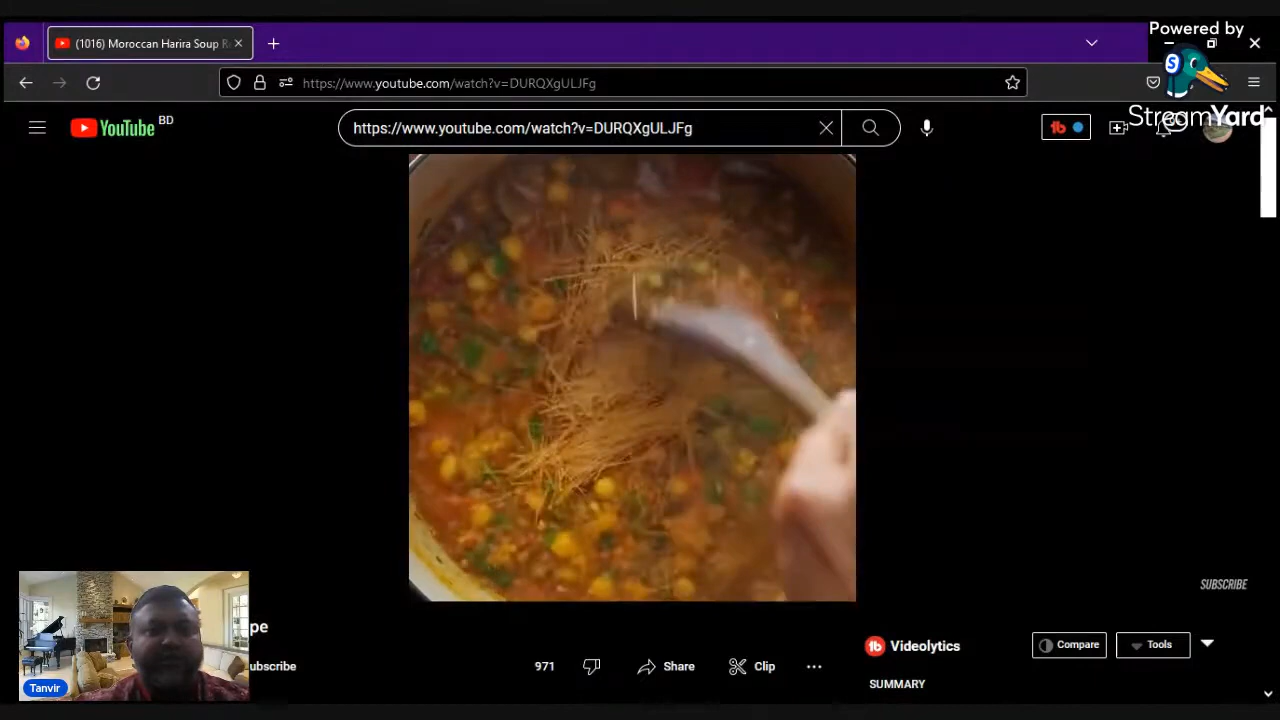 Powered by
(1016) Moroccan Harira Soup R
https://www.youtube.com/watch?v=DURQXgULJFg
StreamYard
YouTube BD
https://www.youtube.com/watch?v=DURQXgULJFg
SUBSCRIBE
pe
Videolytics
Compare
Tools
ubscribe
971
Share
Clip
Tanvir
SUMMARY